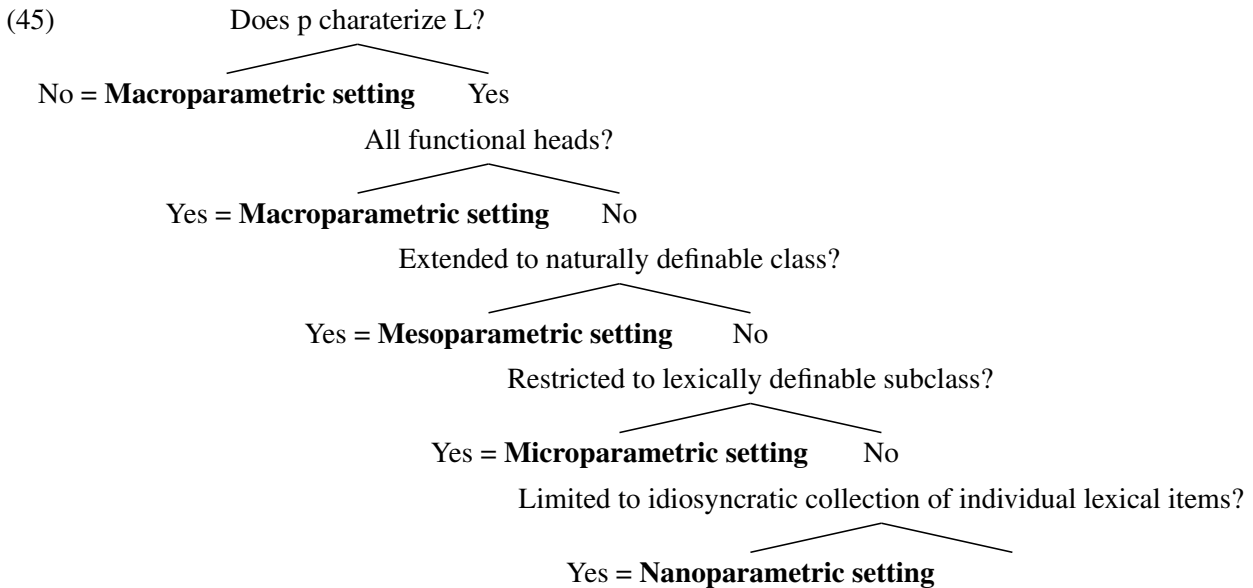 (45) Does p charaterize L?
No = Macroparametric setting Yes
All functional heads?
Yes = Macroparametric setting No
Extended to naturally definable class?
Yes = Mesoparametric setting No
Restricted to lexically definable subclass?
Yes = Microparametric setting No
Limited to idiosyncratic collection of individual lexical items?
Yes = Nanoparametric setting